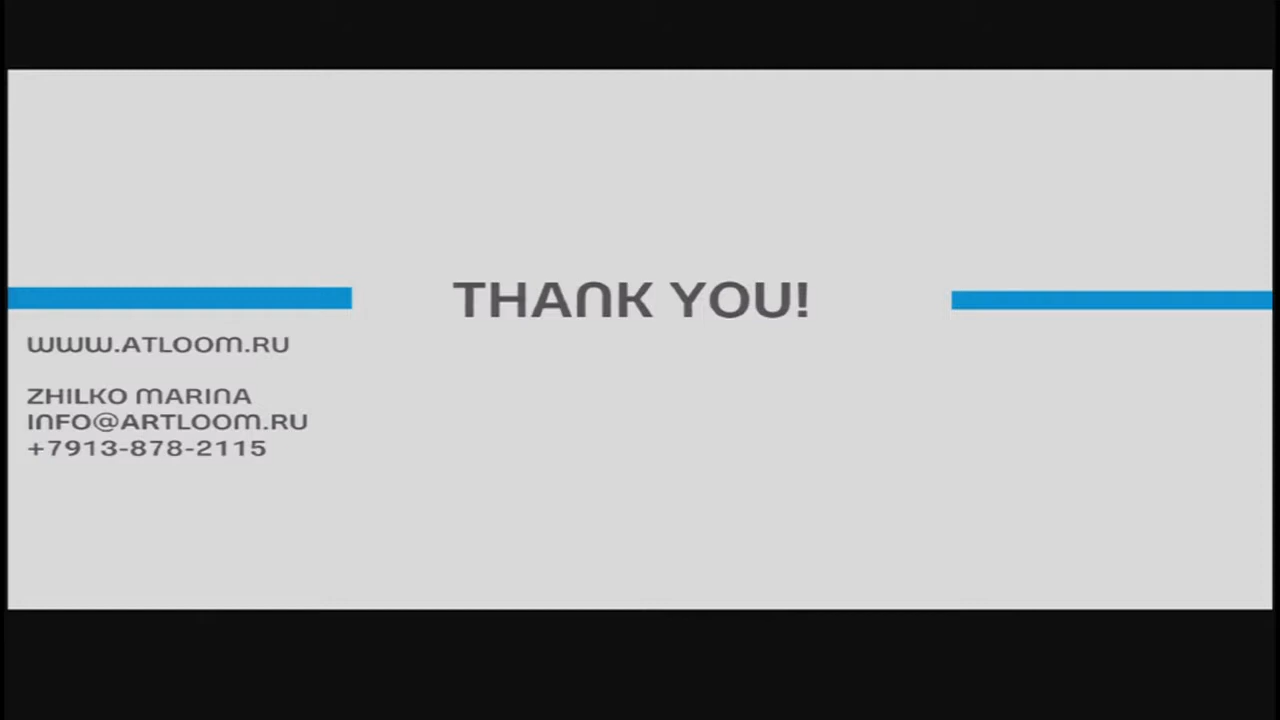 THANK YOU!
WWW.ATLOOM.RU
ZHILKO MARINA
INFO@ARTLOOM.RU
+7913-878-2115